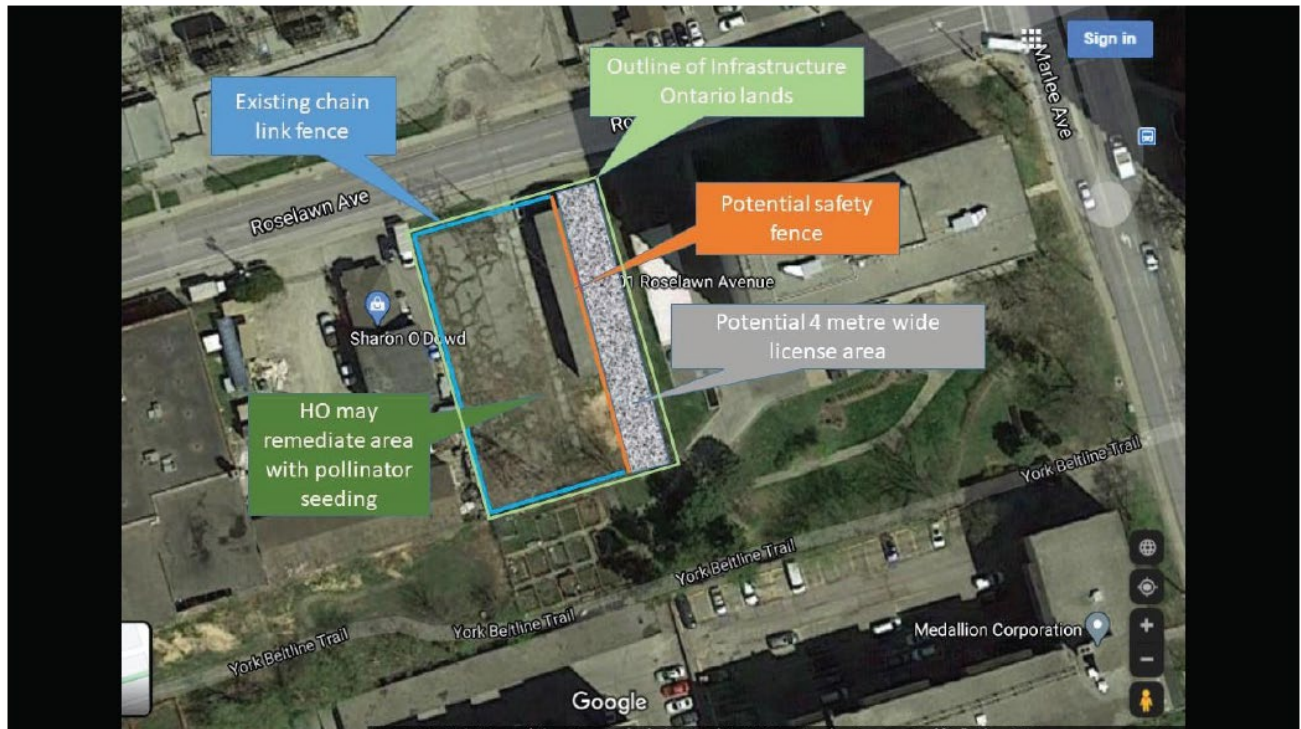 Sign in
Marlee Ave
Outline of Infrastructure
Ontario lands
Existing chain
link fence
Ro
Roselawn Ave
Potential safety
fence
1 Roselawn Avenue
Potential 4 metre wide
license area
Sharon O'Dowd
HO may
remediate area
with pollinator
seeding
York Beltline Trail
York Beltline Trail
York Beltline Trail
York Beltline Trail
Medallion Corporation
Google